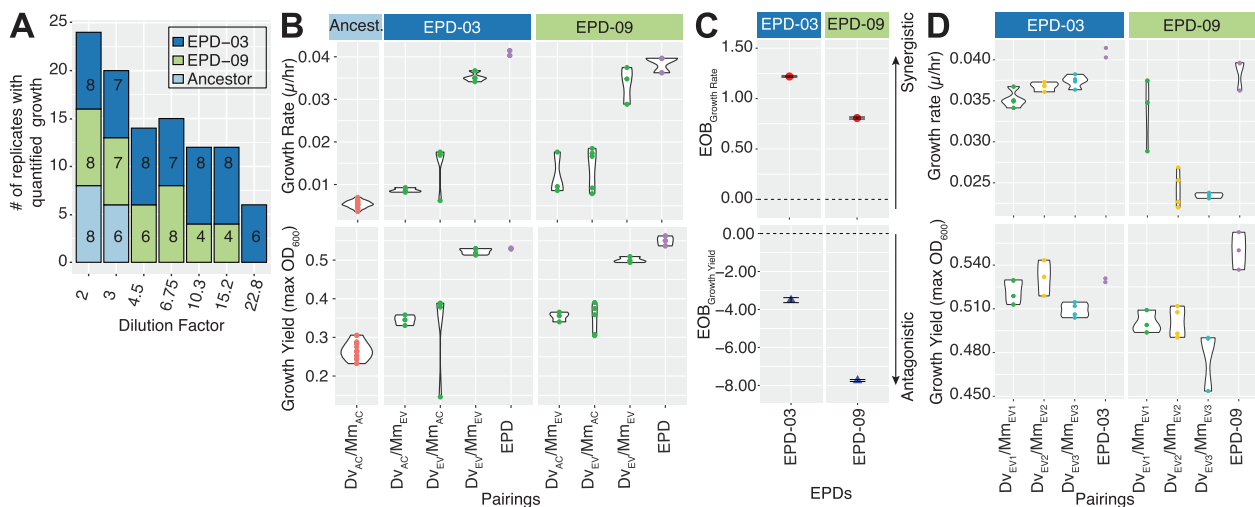 A
# of replicates with
quantified growth
25
20
15
10
5
0
EPD-03
EPD-09
Ancestor
8
8
8
7
7
6
8
6
7
8
8
4
8
4
6
2
3
4.5
6.75
10.3
15.2
22.8
Dilution Factor
B
Ancest.
EPD-03
EPD-09
Growth Rate (μ/hr)
0.04
0.03
0.02
0.01
Growth Yield (max OD600)
0.5
0.4
0.3
0.2
DvAC/MmAC
DvAC/MmEV
DvEV/MmAC
DvEV/MmEV
EPD
DvAC/MmEV
DvEV/MmAC
DvEV/MmEV
EPD
Pairings
C
EPD-03
EPD-09
EOBGrowth Rate
1.50
1.25
1.00
0.75
0.50
0.25
0.00
EOBGrowth Yield
0.00
−2.00
−4.00
−6.00
−8.00
Synergistic
Antagonistic
EPD-03
EPD-09
EPDs
D
EPD-03
EPD-09
Growth rate (μ/hr)
0.040
0.035
0.030
0.025
Growth Yield (max OD600)
0.540
0.510
0.480
0.450
DvEV1/MmEV1
DvEV2/MmEV2
DvEV3/MmEV3
EPD-03
DvEV1/MmEV1
DvEV2/MmEV2
DvEV3/MmEV3
EPD-09
Pairings